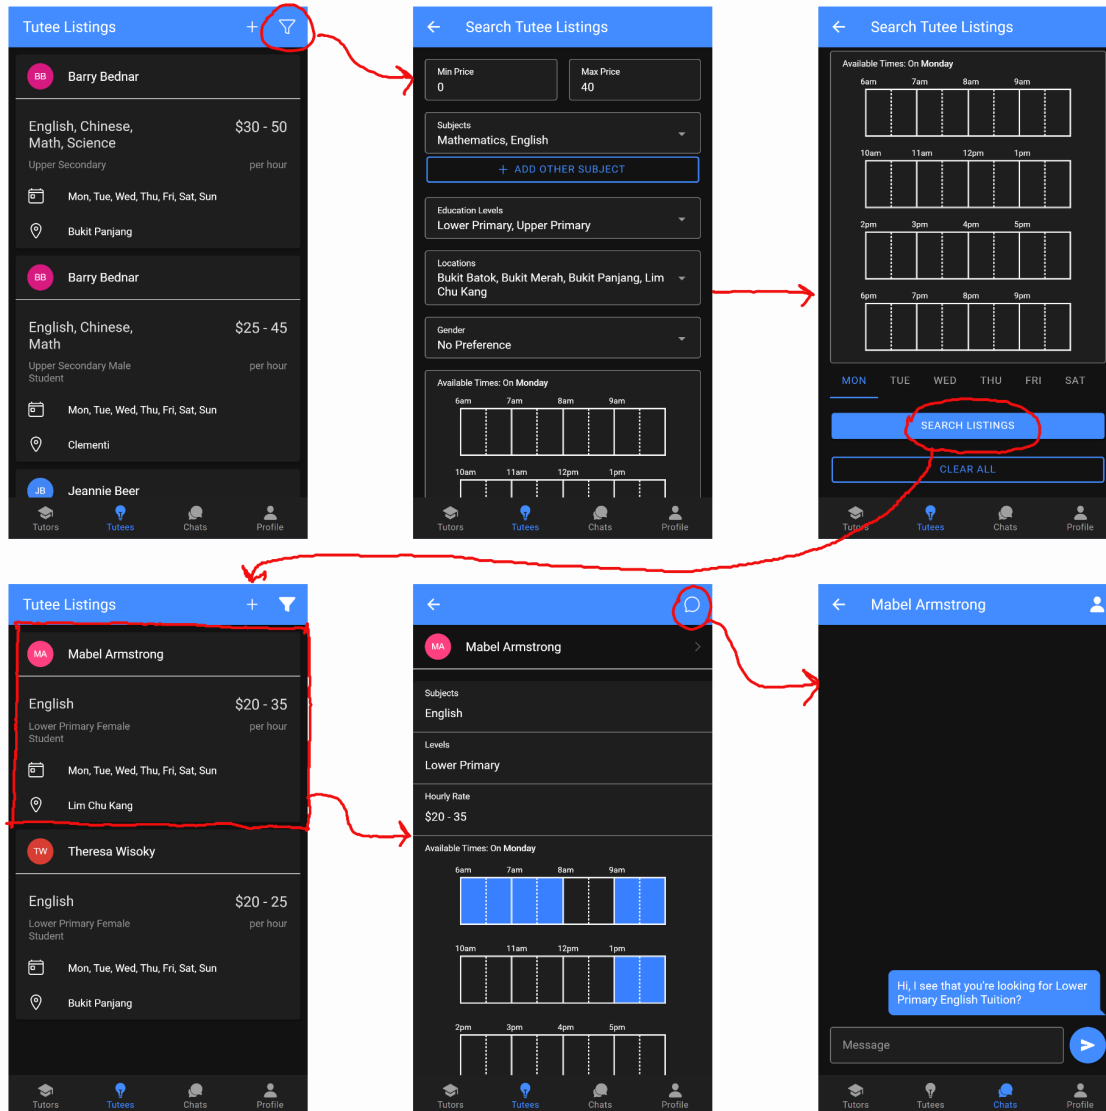 Tutee Listings
BB Barry Bednar
English, Chinese, $30 - 50
Math, Science
Upper Secondary per hour
Mon, Tue, Wed, Thu, Fri, Sat, Sun
Bukit Panjang
BB Barry Bednar
English, Chinese, $25 - 45
Math
Upper Secondary Male per hour
Student
Mon, Tue, Wed, Thu, Fri, Sat, Sun
Clementi
JB Jeannie Beer
Tutors Tutees Chats Profile
Search Tutee Listings
Min Price Max Price
0 40
Subjects
Mathematics, English
+ ADD OTHER SUBJECT
Education Levels
Lower Primary, Upper Primary
Locations
Bukit Batok, Bukit Merah, Bukit Panjang, Lim
Chu Kang
Gender
No Preference
Available Times: On Monday
6am 7am 8am 9am
10am 11am 12pm 1pm
Tutors Tutees Chats Profile
Search Tutee Listings
Available Times: On Monday
6am 7am 8am 9am
10am 11am 12pm 1pm
2pm 3pm 4pm 5pm
6pm 7pm 8pm 9pm
MON TUE WED THU FRI SAT
SEARCH LISTINGS
CLEAR ALL
Tutors Tutees Chats Profile
Tutee Listings
MA Mabel Armstrong
English $20 - 35
Lower Primary Female per hour
Student
Mon, Tue, Wed, Thu, Fri, Sat, Sun
Lim Chu Kang
TW Theresa Wisoky
English $20 - 25
Lower Primary Female per hour
Student
Mon, Tue, Wed, Thu, Fri, Sat, Sun
Bukit Panjang
Tutors Tutees Chats Profile
MA Mabel Armstrong
Subjects
English
Levels
Lower Primary
Hourly Rate
$20 - 35
Available Times: On Monday
6am 7am 8am 9am
10am 11am 12pm 1pm
2pm 3pm 4pm 5pm
Tutors Tutees Chats Profile
Mabel Armstrong
Hi, I see that you're looking for Lower
Primary English Tuition?
Message
Tutors Tutees Chats Profile